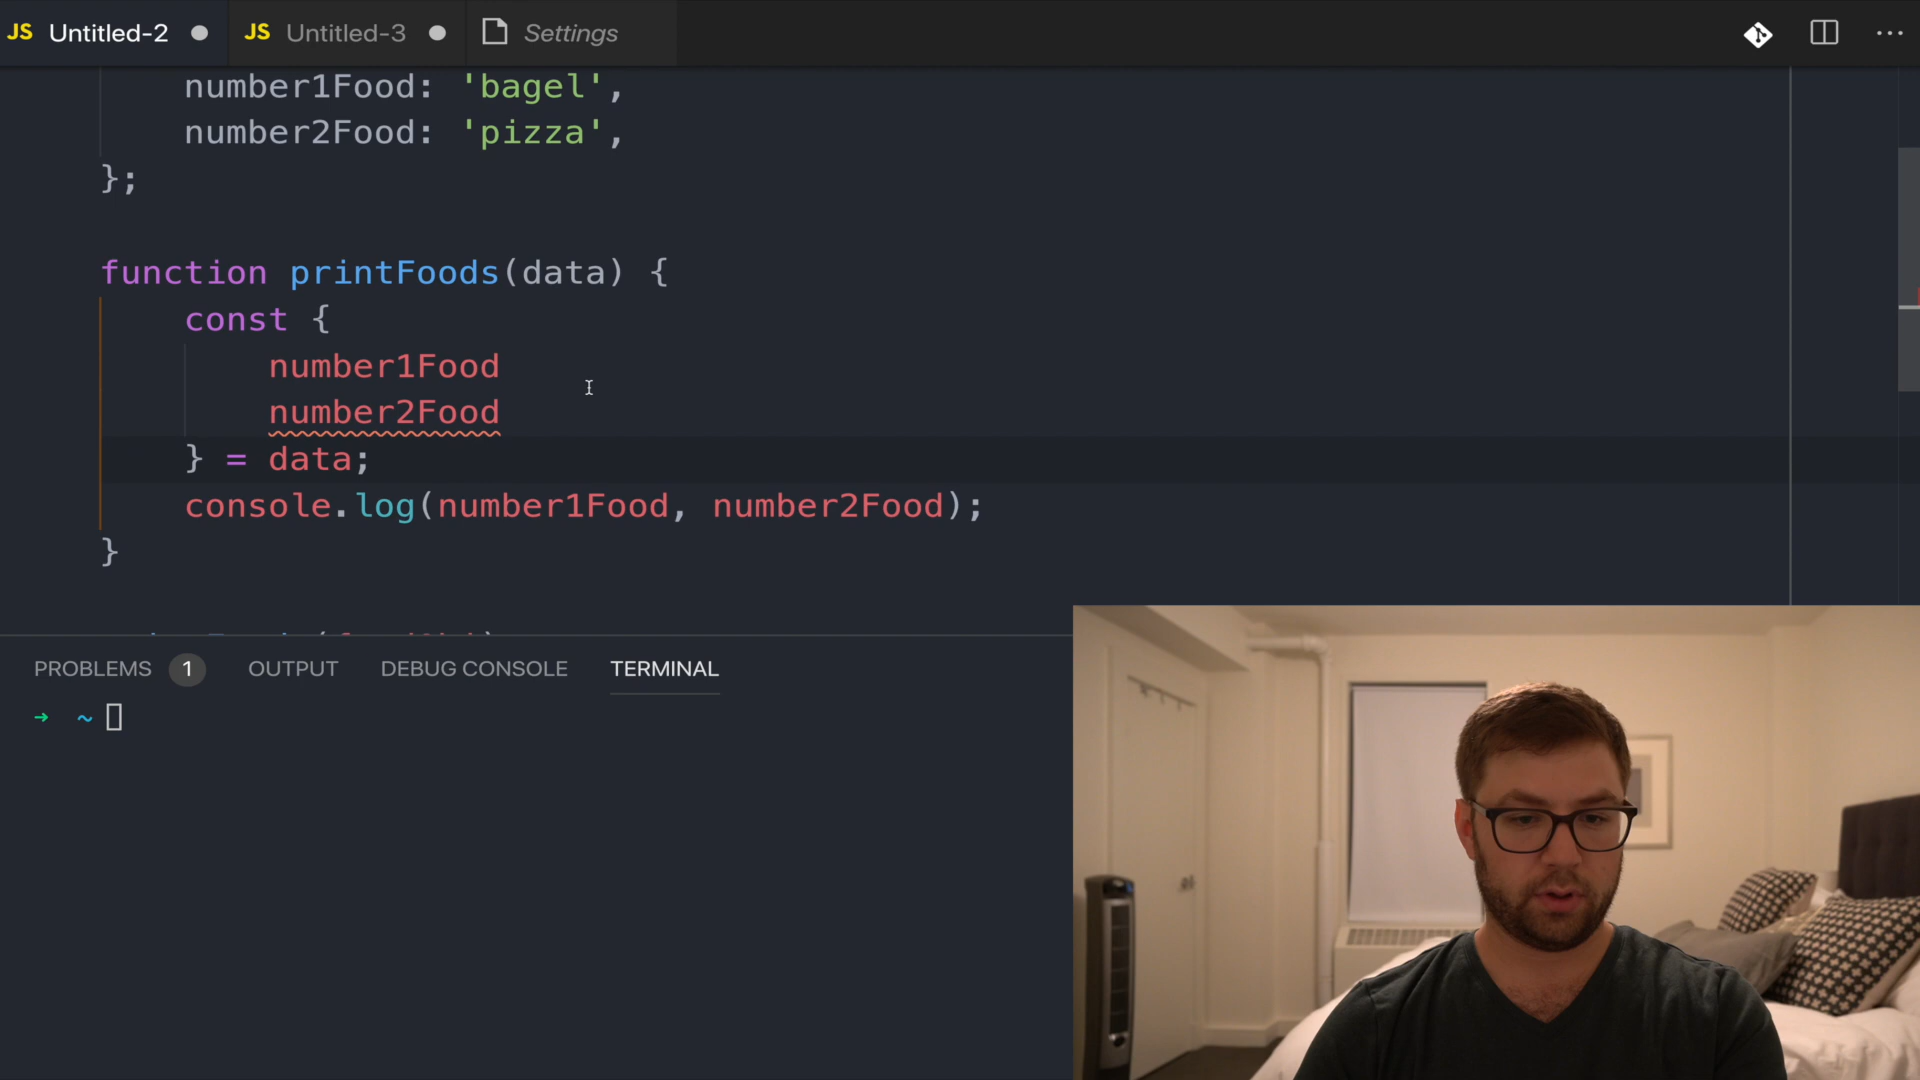 JS Untitled-2 JS Untitled-3 Settings
number1Food: 'bagel',
number2Food: 'pizza',
};
function printFoods(data) {
const {
number1Food
number2Food
} = data;
console.log(number1Food, number2Food);
}
PROBLEMS 1 OUTPUT DEBUG CONSOLE TERMINAL
➜ ~